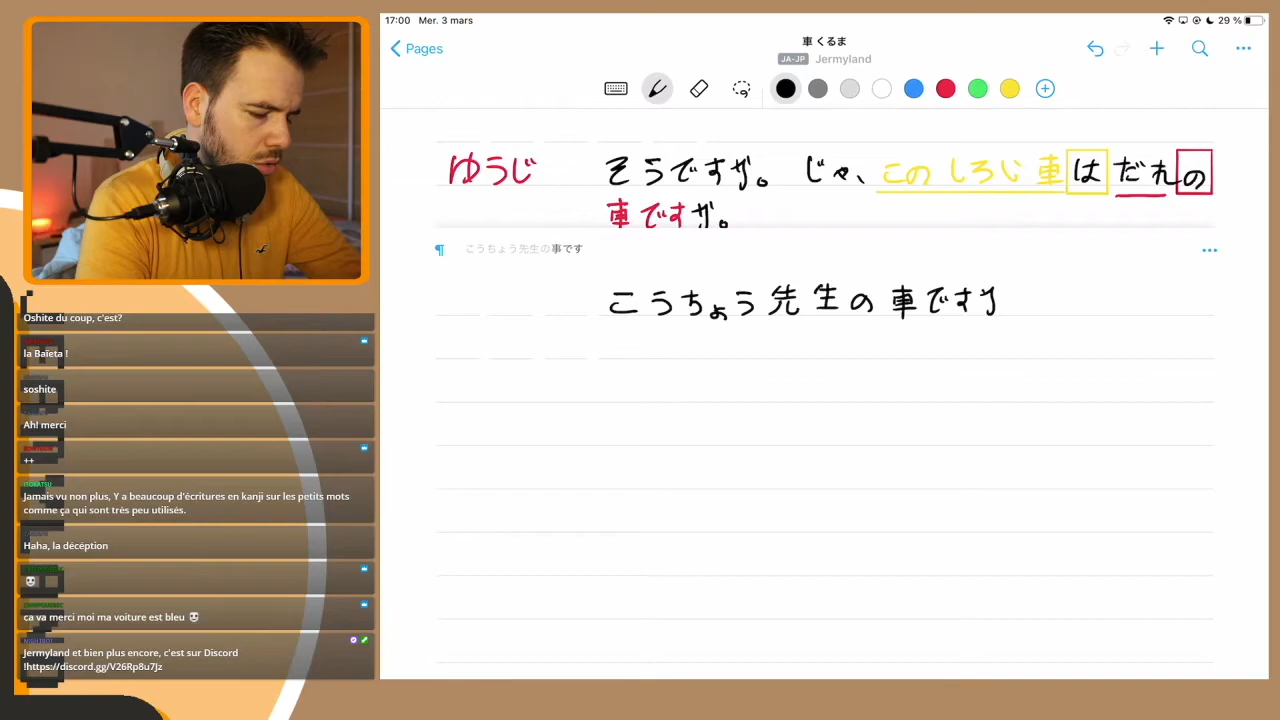 17:00 Mer. 3 mars
29 %
Pages
車 くるま
JA-JP Jermyland
ゆうじ そうですか。 じゃ、このしろい車はだれの
車ですか。
こうちょう先生の事です
こうちょう先生の車です
Oshite du coup, c'est?
la Baïeta !
soshite
Ah! merci
++
Jamais vu non plus, Y a beaucoup d'écritures en kanji sur les petits mots
comme ça qui sont très peu utilisés.
Haha, la décéption
ca va merci moi ma voiture est bleu
Jermyland et bien plus encore, c'est sur Discord
!https://discord.gg/V26Rp8u7Jz